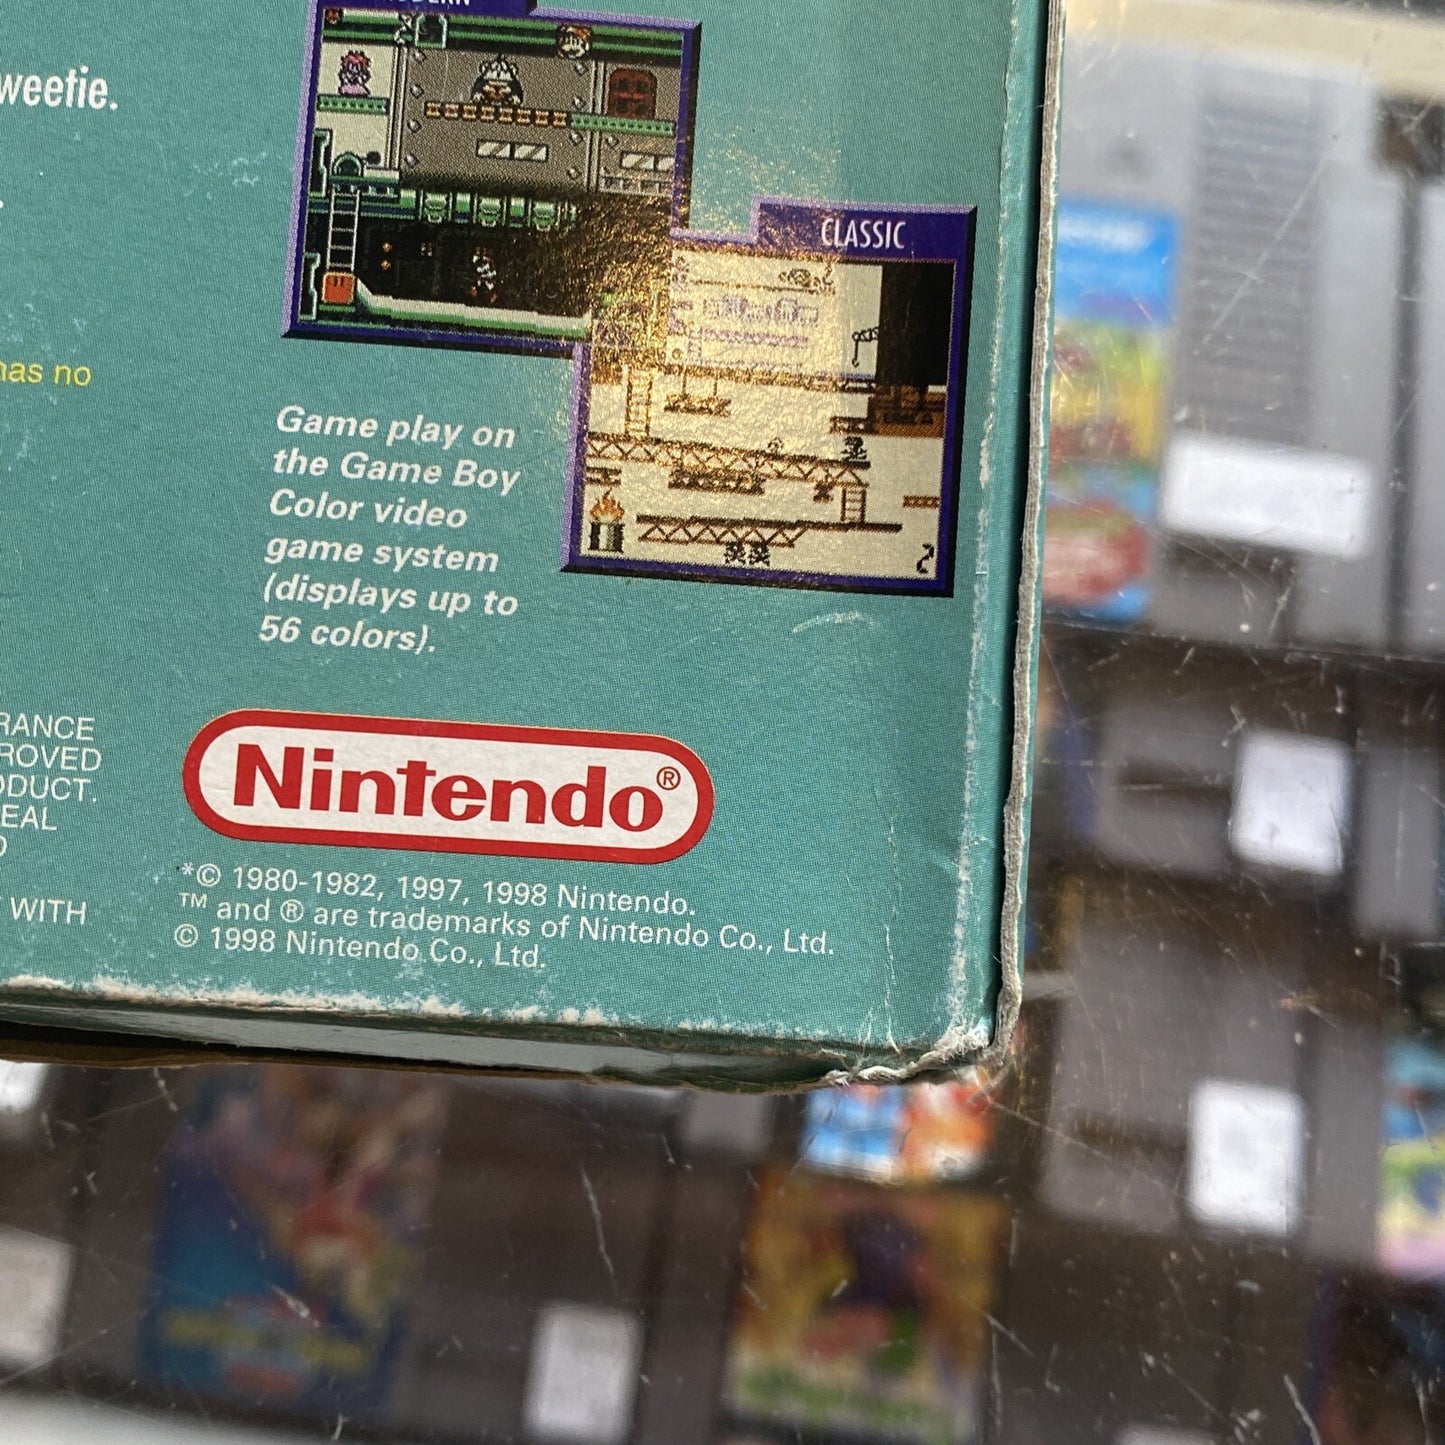 MODERN
weetie.
CLASSIC
has no
Game play on
the Game Boy
Color video
game system
(displays up to
56 colors).
2
RANCE
ROVED
ODUCT.
EAL
WITH
Nintendo®
*© 1980-1982, 1997, 1998 Nintendo.
™ and ® are trademarks of Nintendo Co., Ltd.
© 1998 Nintendo Co., Ltd.